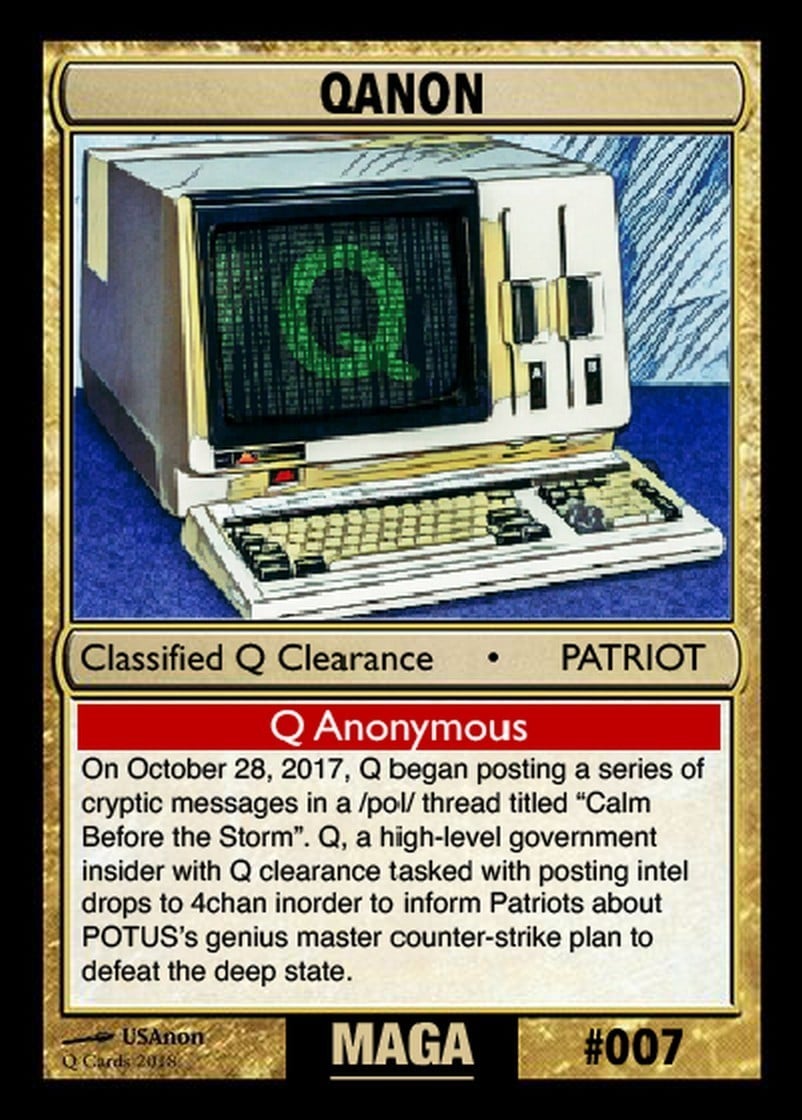 QANON
Q
A
Classified Q Clearance • PATRIOT
Q Anonymous
On October 28, 2017, Q began posting a series of
cryptic messages in a /pol/ thread titled “Calm
Before the Storm”. Q, a high-level government
insider with Q clearance tasked with posting intel
drops to 4chan inorder to inform Patriots about
POTUS’s genius master counter-strike plan to
defeat the deep state.
USAnon
Q Cards 2018
MAGA
#007